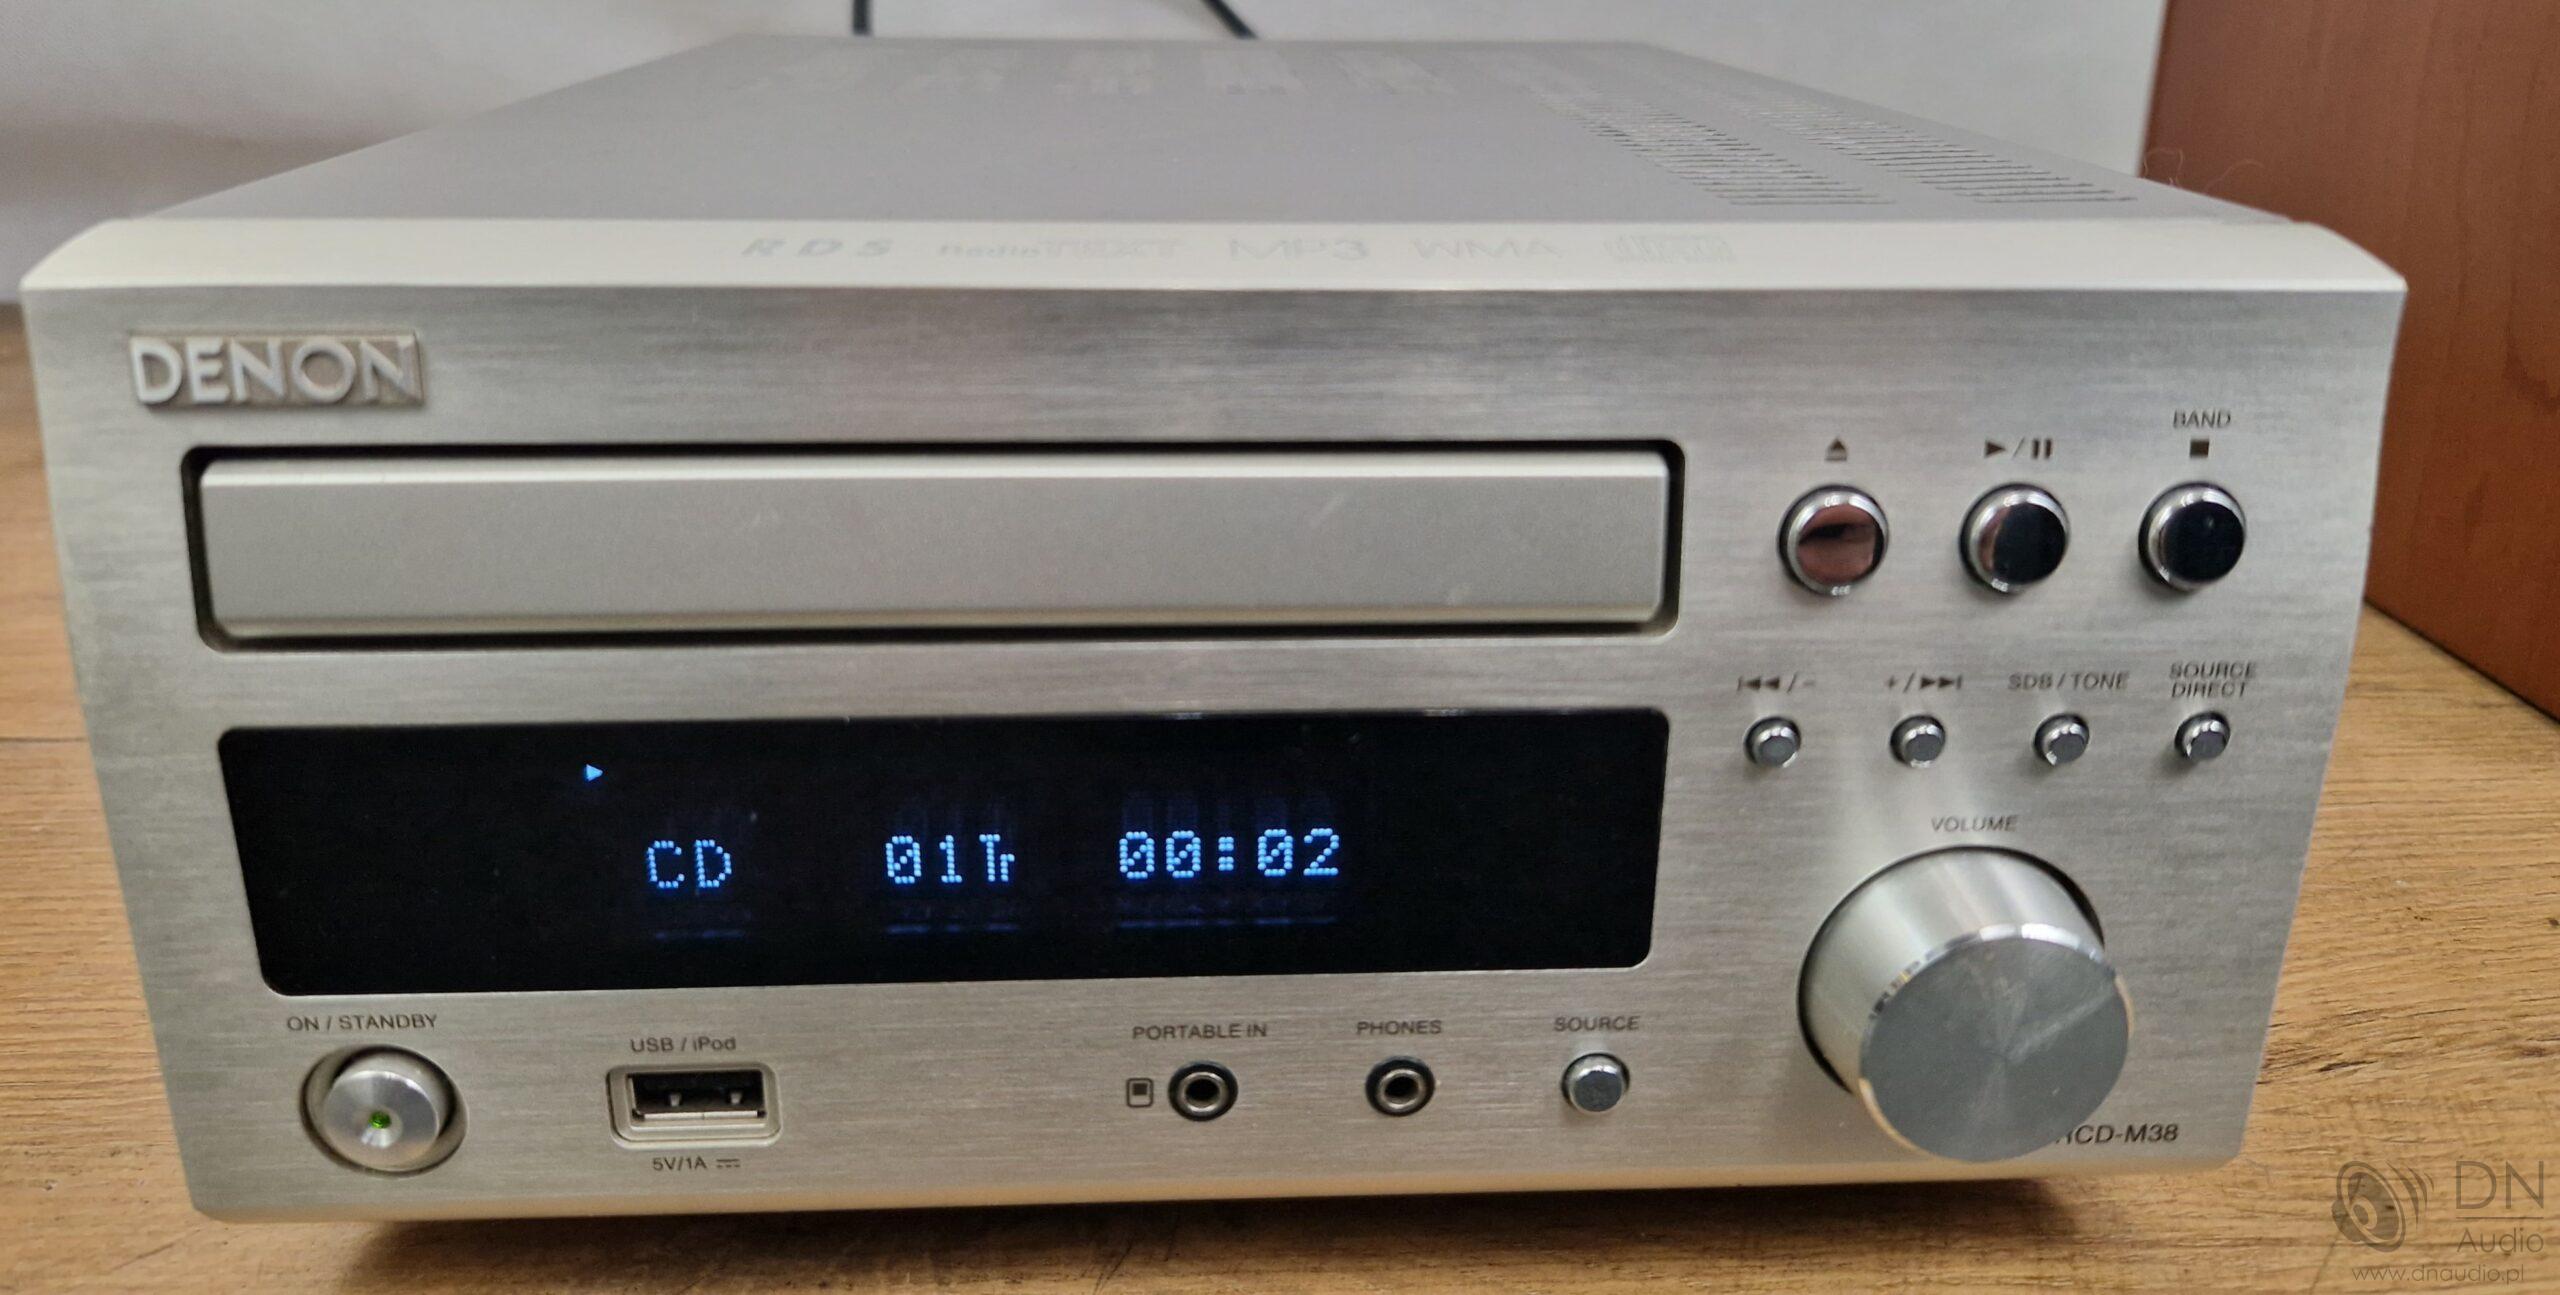 RDS RadioTEXT MP3 WMA
DENON
BAND
SDB / TONE
SOURCE
DIRECT
CD 01Tr 00:02
VOLUME
ON / STANDBY
USB / iPod
5V/1A
PORTABLE IN
PHONES
SOURCE
CD-M38
DN
Audio
www.dnaudio.pl